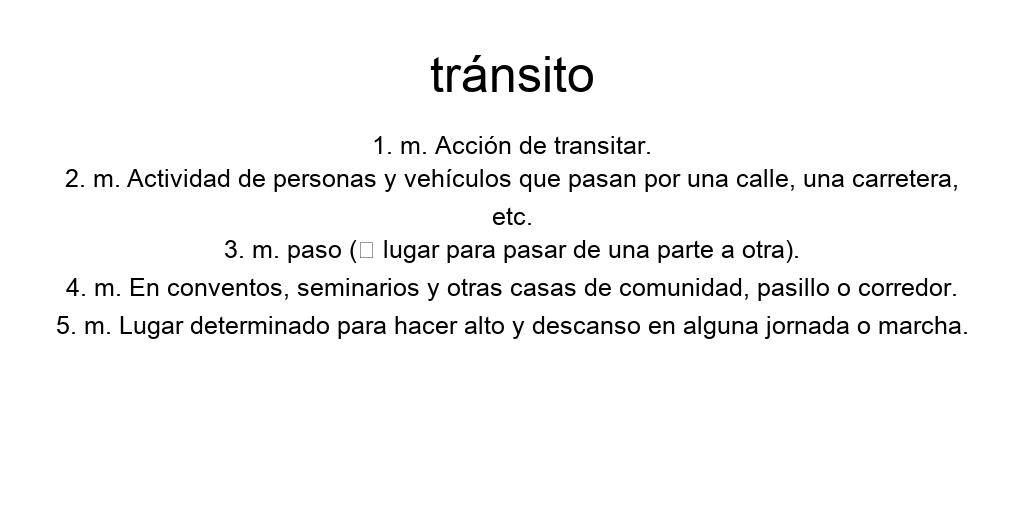 tránsito
1. m. Acción de transitar.
2. m. Actividad de personas y vehículos que pasan por una calle, una carretera,
etc.
3. m. paso (□ lugar para pasar de una parte a otra).
4. m. En conventos, seminarios y otras casas de comunidad, pasillo o corredor.
5. m. Lugar determinado para hacer alto y descanso en alguna jornada o marcha.